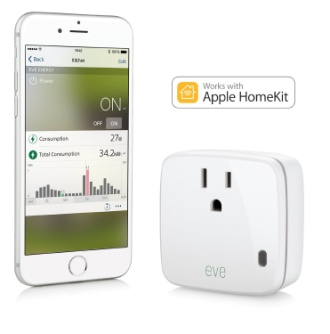 Back
Kitchen
Edit
EVE ENERGY
Power
ON
OFF
ON
Consumption
27W
Total Consumption
34.2kWh
Works with
Apple HomeKit
eve